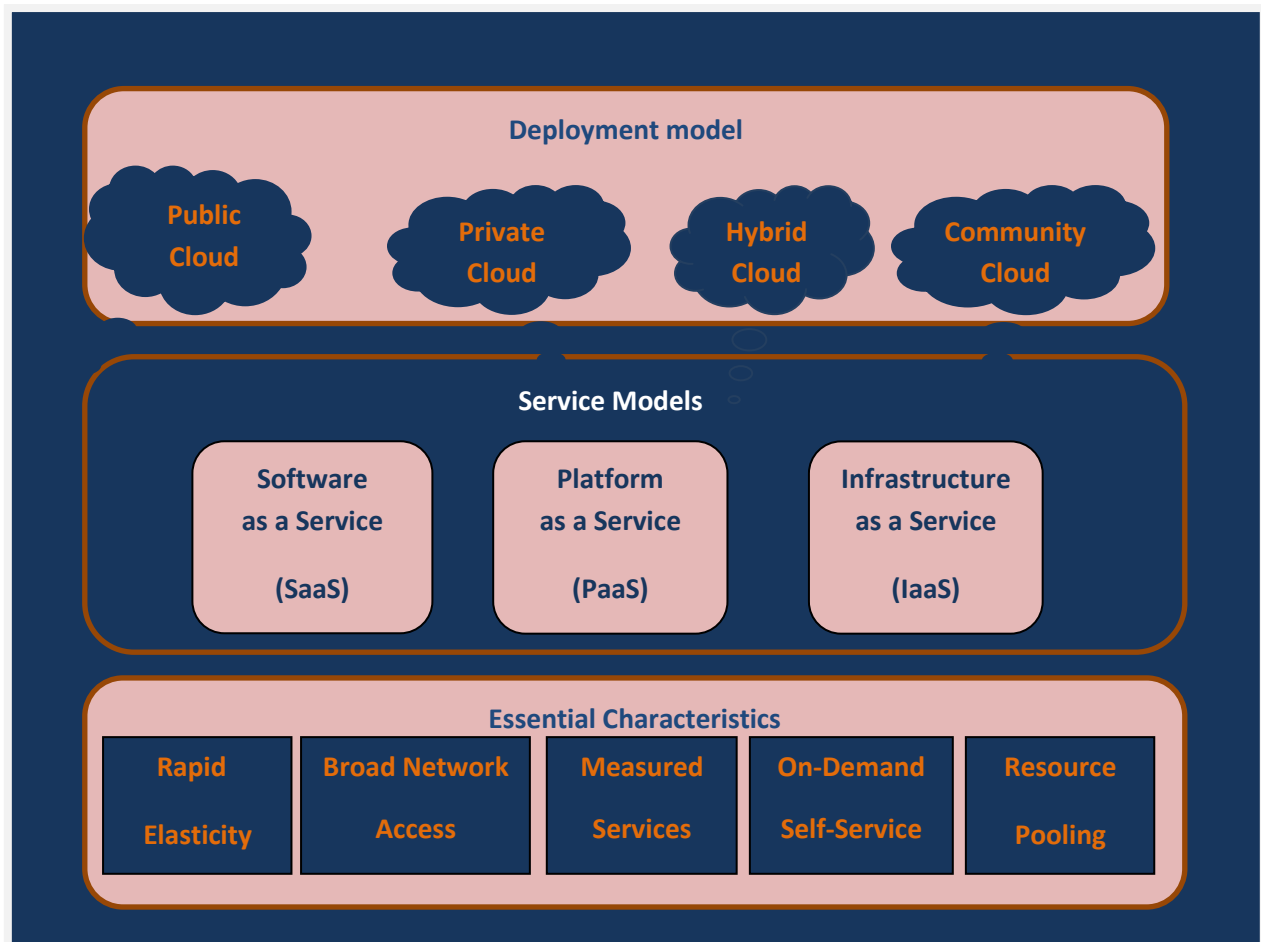 Deployment model
Public
Cloud
Private
Cloud
Hybrid
Cloud
Community
Cloud
Service Models
Software
as a Service
(SaaS)
Platform
as a Service
(PaaS)
Infrastructure
as a Service
(IaaS)
Essential Characteristics
Rapid
Elasticity
Broad Network
Access
Measured
Services
On-Demand
Self-Service
Resource
Pooling